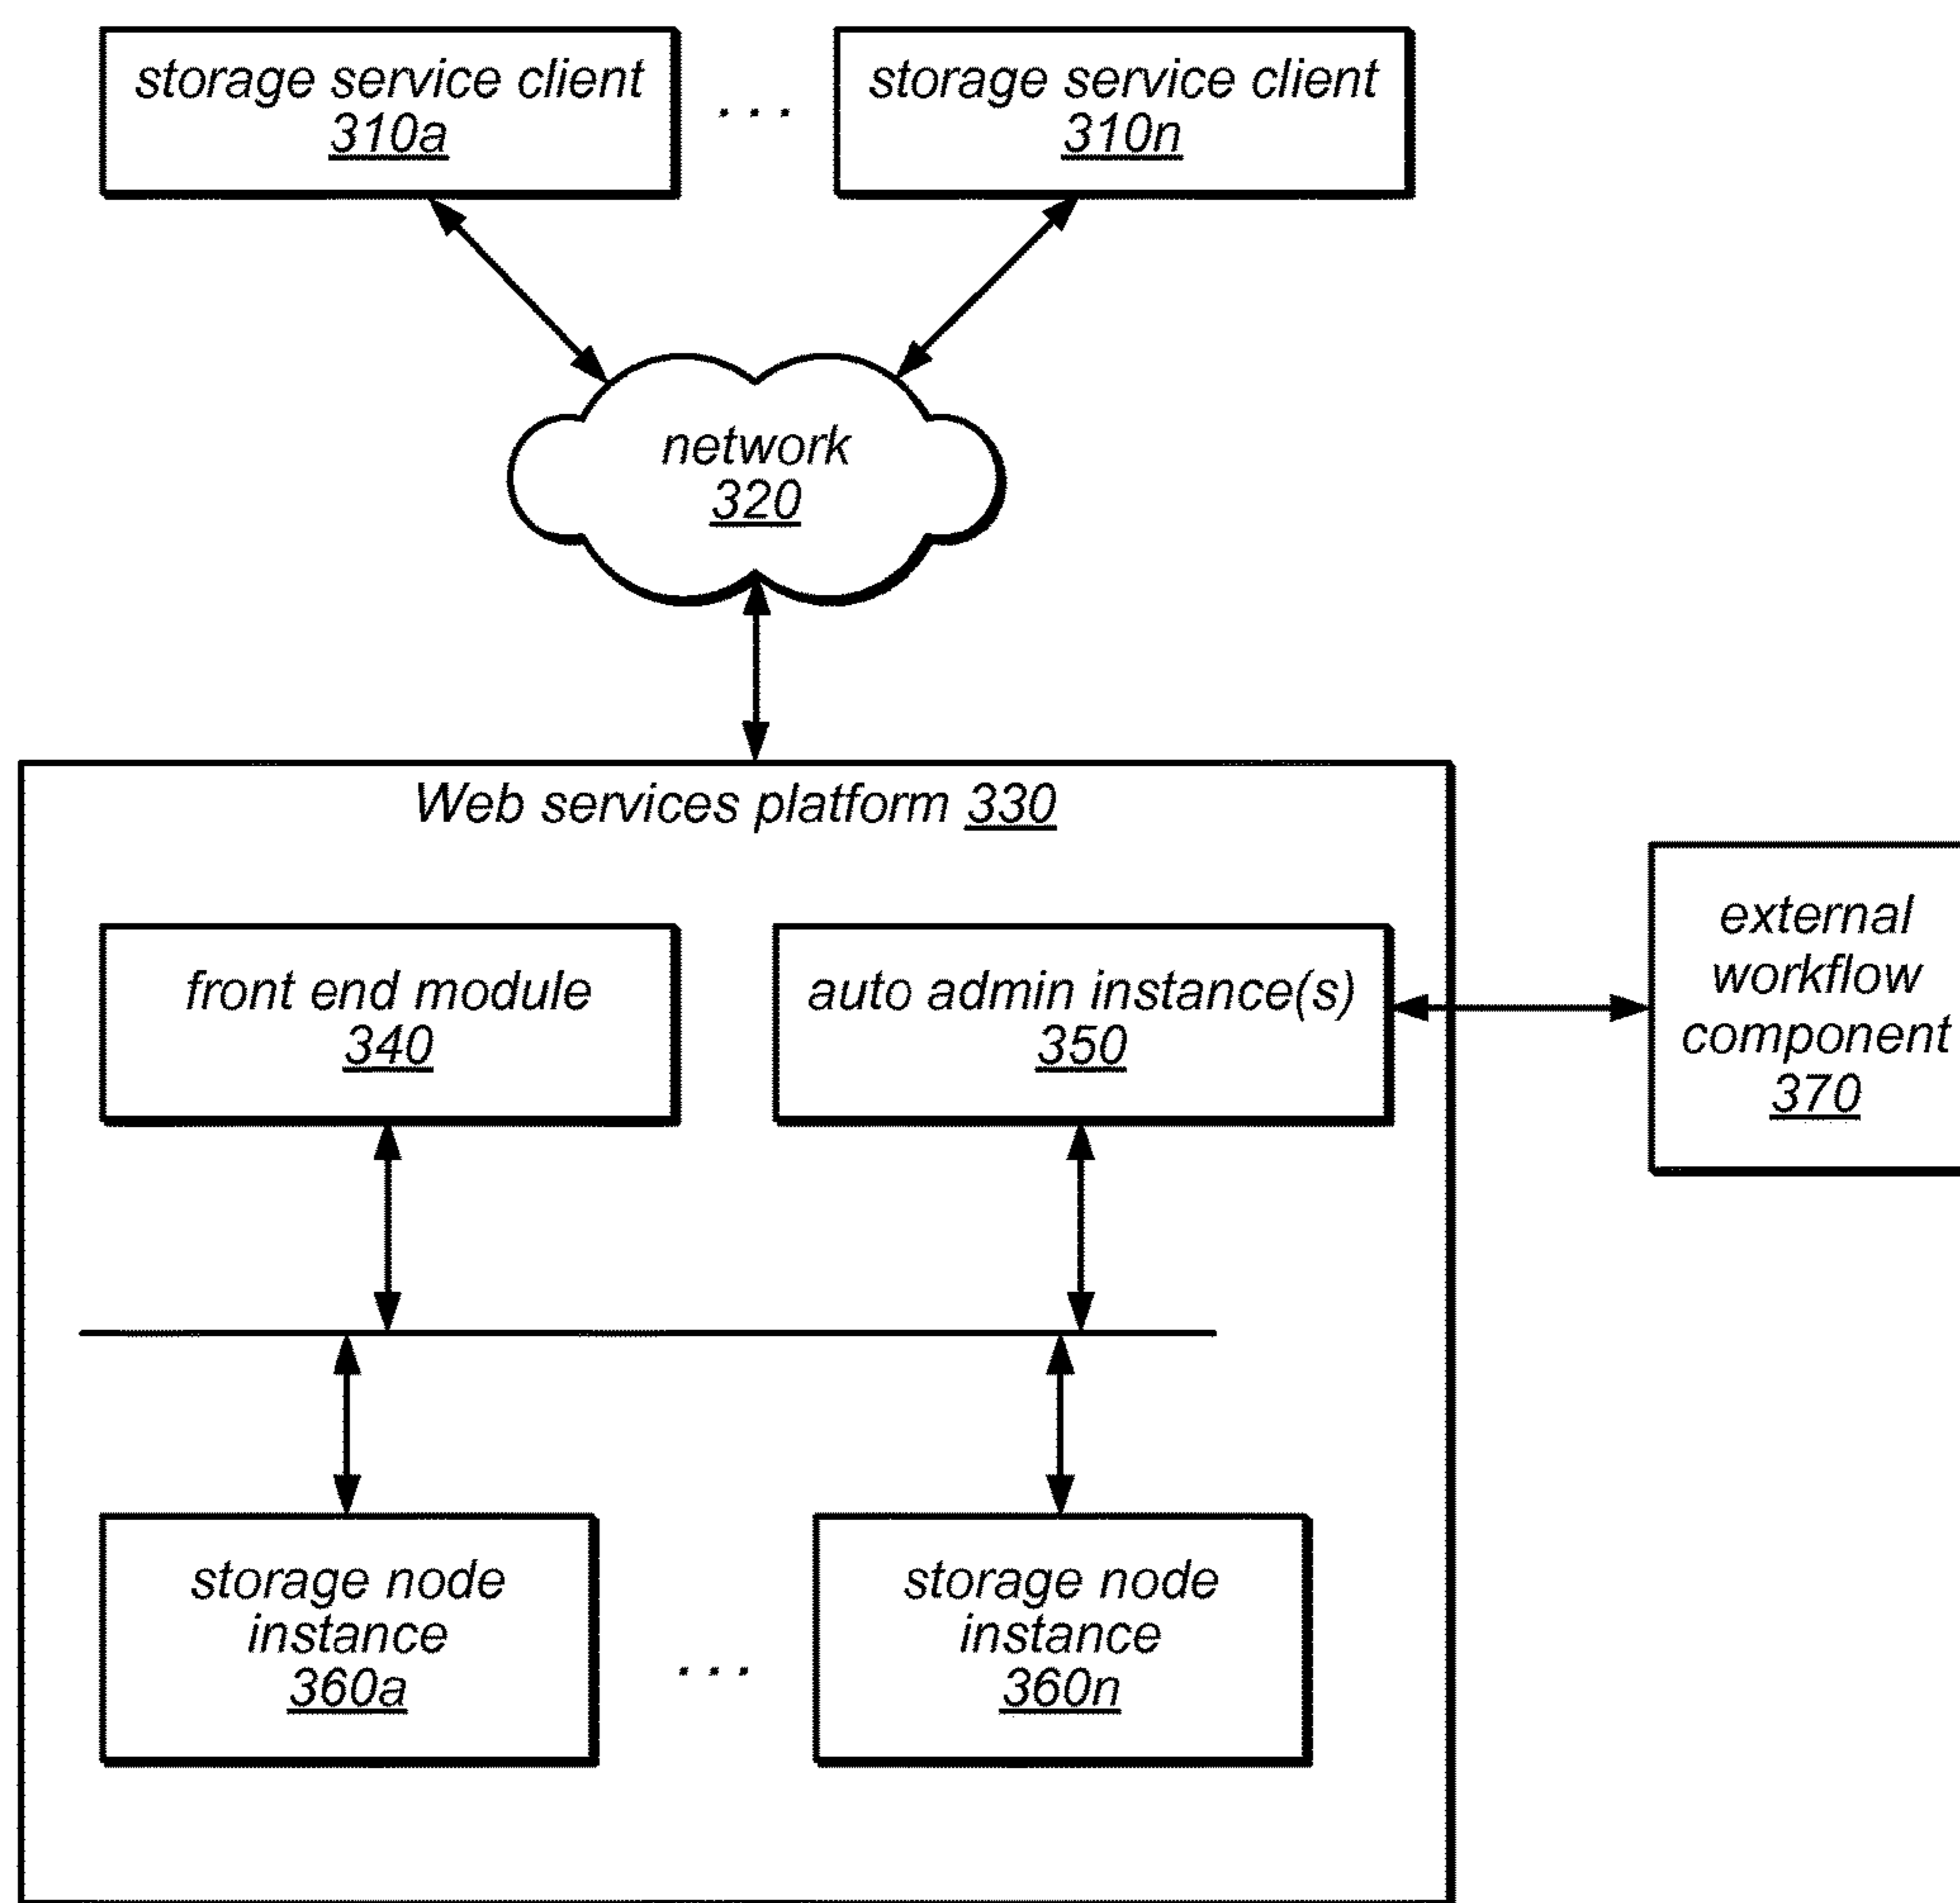 storage service client
310a
. . .
storage service client
310n
network
320
Web services platform 330
front end module
340
auto admin instance(s)
350
external
workflow
component
370
storage node
instance
360a
. . .
storage node
instance
360n